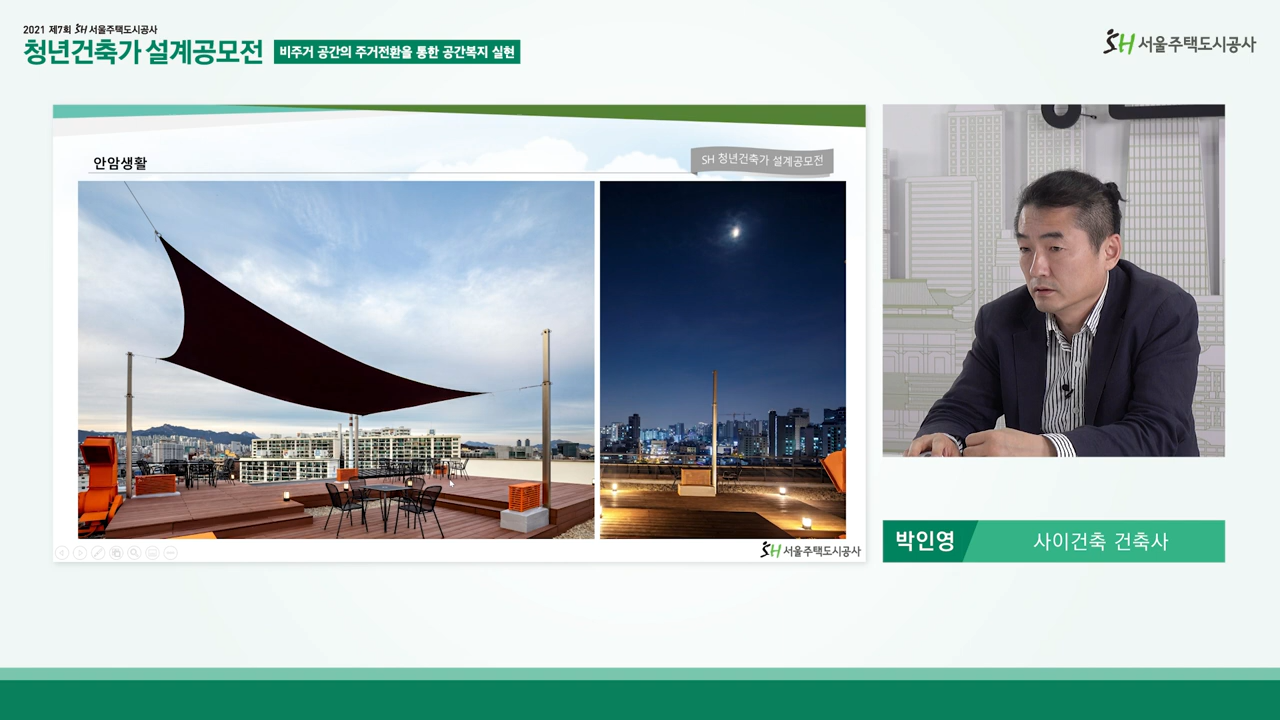 2021 제7회 SH 서울주택도시공사
청년건축가 설계공모전 비주거 공간의 주거전환을 통한 공간복지 실현
SH 서울주택도시공사
안암생활
SH 청년건축가 설계공모전
SH 서울주택도시공사
박인영 사이건축 건축사